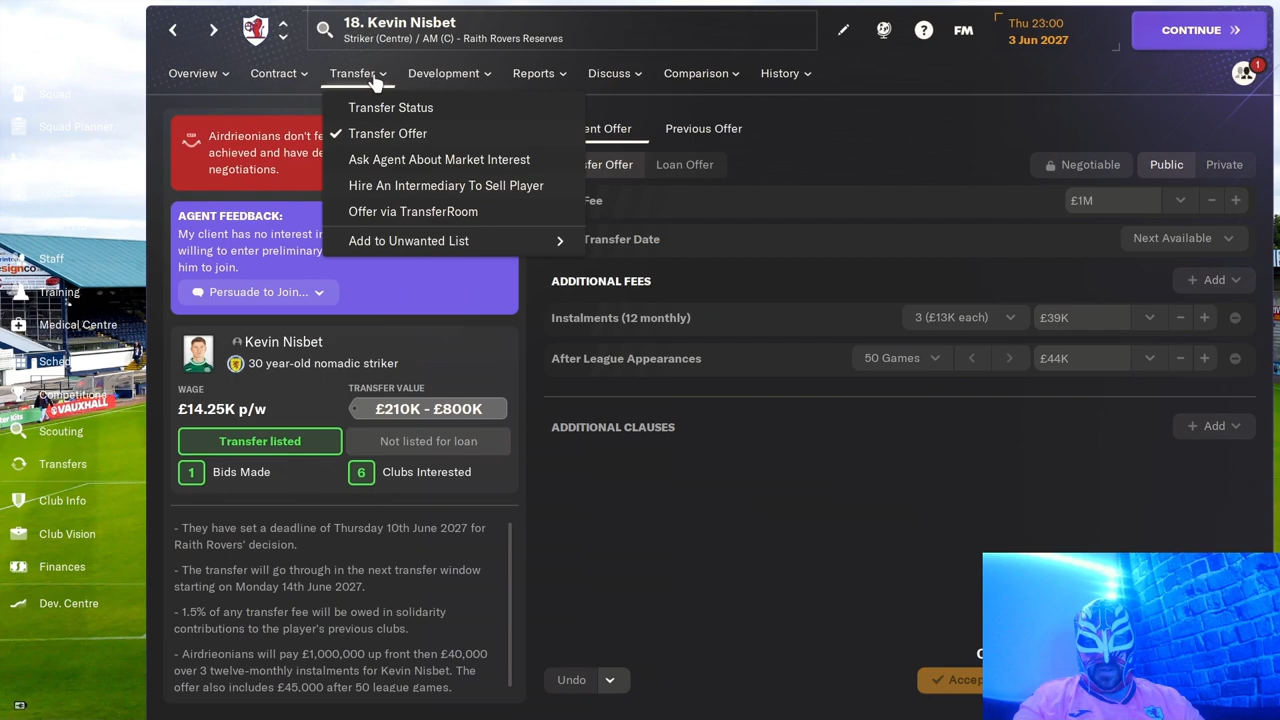 18. Kevin Nisbet
Striker (Centre) / AM (C) - Raith Rovers Reserves
FM
Thu 23:00
3 Jun 2027
CONTINUE
Overview
Contract
Transfer
Development
Reports
Discuss
Comparison
History
1
Squad
Squad Planner
Staff
Training
Medical Centre
Competitions
Scouting
Transfers
Club Info
Club Vision
Finances
Dev. Centre
VAUXHALL
Transfer Status
Transfer Offer
Ask Agent About Market Interest
Hire An Intermediary To Sell Player
Offer via TransferRoom
Add to Unwanted List
Airdrieonians don't
achieved and have
negotiations.
AGENT FEEDBACK:
My client has no interest
willing to enter preliminary
him to join.
Persuade to Join...
Kevin Nisbet
30 year-old nomadic striker
WAGE
£14.25K p/w
TRANSFER VALUE
£210K - £800K
Transfer listed
Not listed for loan
1 Bids Made
6 Clubs Interested
- They have set a deadline of Thursday 10th June 2027 for
Raith Rovers' decision.
- The transfer will go through in the next transfer window
starting on Monday 14th June 2027.
- 1.5% of any transfer fee will be owed in solidarity
contributions to the player's previous clubs.
- Airdrieonians will pay £1,000,000 up front then £40,000
over 3 twelve-monthly instalments for Kevin Nisbet. The
offer also includes £45,000 after 50 league games.
Offer
Previous Offer
Offer
Loan Offer
Negotiable
Public
Private
Fee
£1M
Transfer Date
Next Available
ADDITIONAL FEES
Add
Instalments (12 monthly)
3 (£13K each)
£39K
After League Appearances
50 Games
£44K
ADDITIONAL CLAUSES
Add
Undo